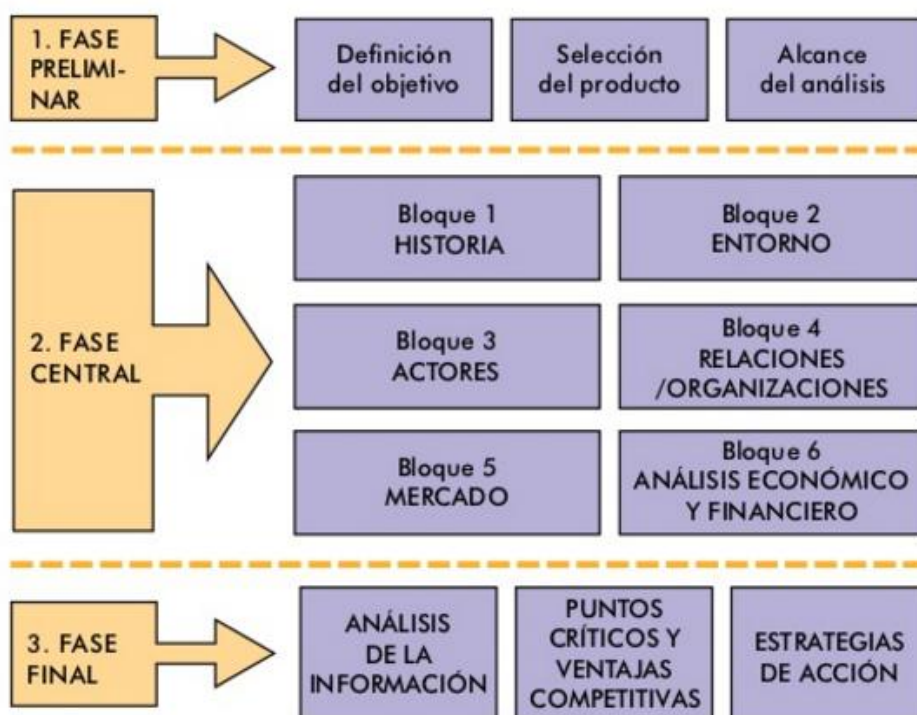 1. FASE
PRELIMI-
NAR
Definición
del objetivo
Selección
del producto
Alcance
del análisis
2. FASE
CENTRAL
Bloque 1
HISTORIA
Bloque 2
ENTORNO
Bloque 3
ACTORES
Bloque 4
RELACIONES
/ORGANIZACIONES
Bloque 5
MERCADO
Bloque 6
ANÁLISIS ECONÓMICO
Y FINANCIERO
3. FASE
FINAL
ANÁLISIS
DE LA
INFORMACIÓN
PUNTOS
CRÍTICOS Y
VENTAJAS
COMPETITIVAS
ESTRATEGIAS
DE ACCIÓN